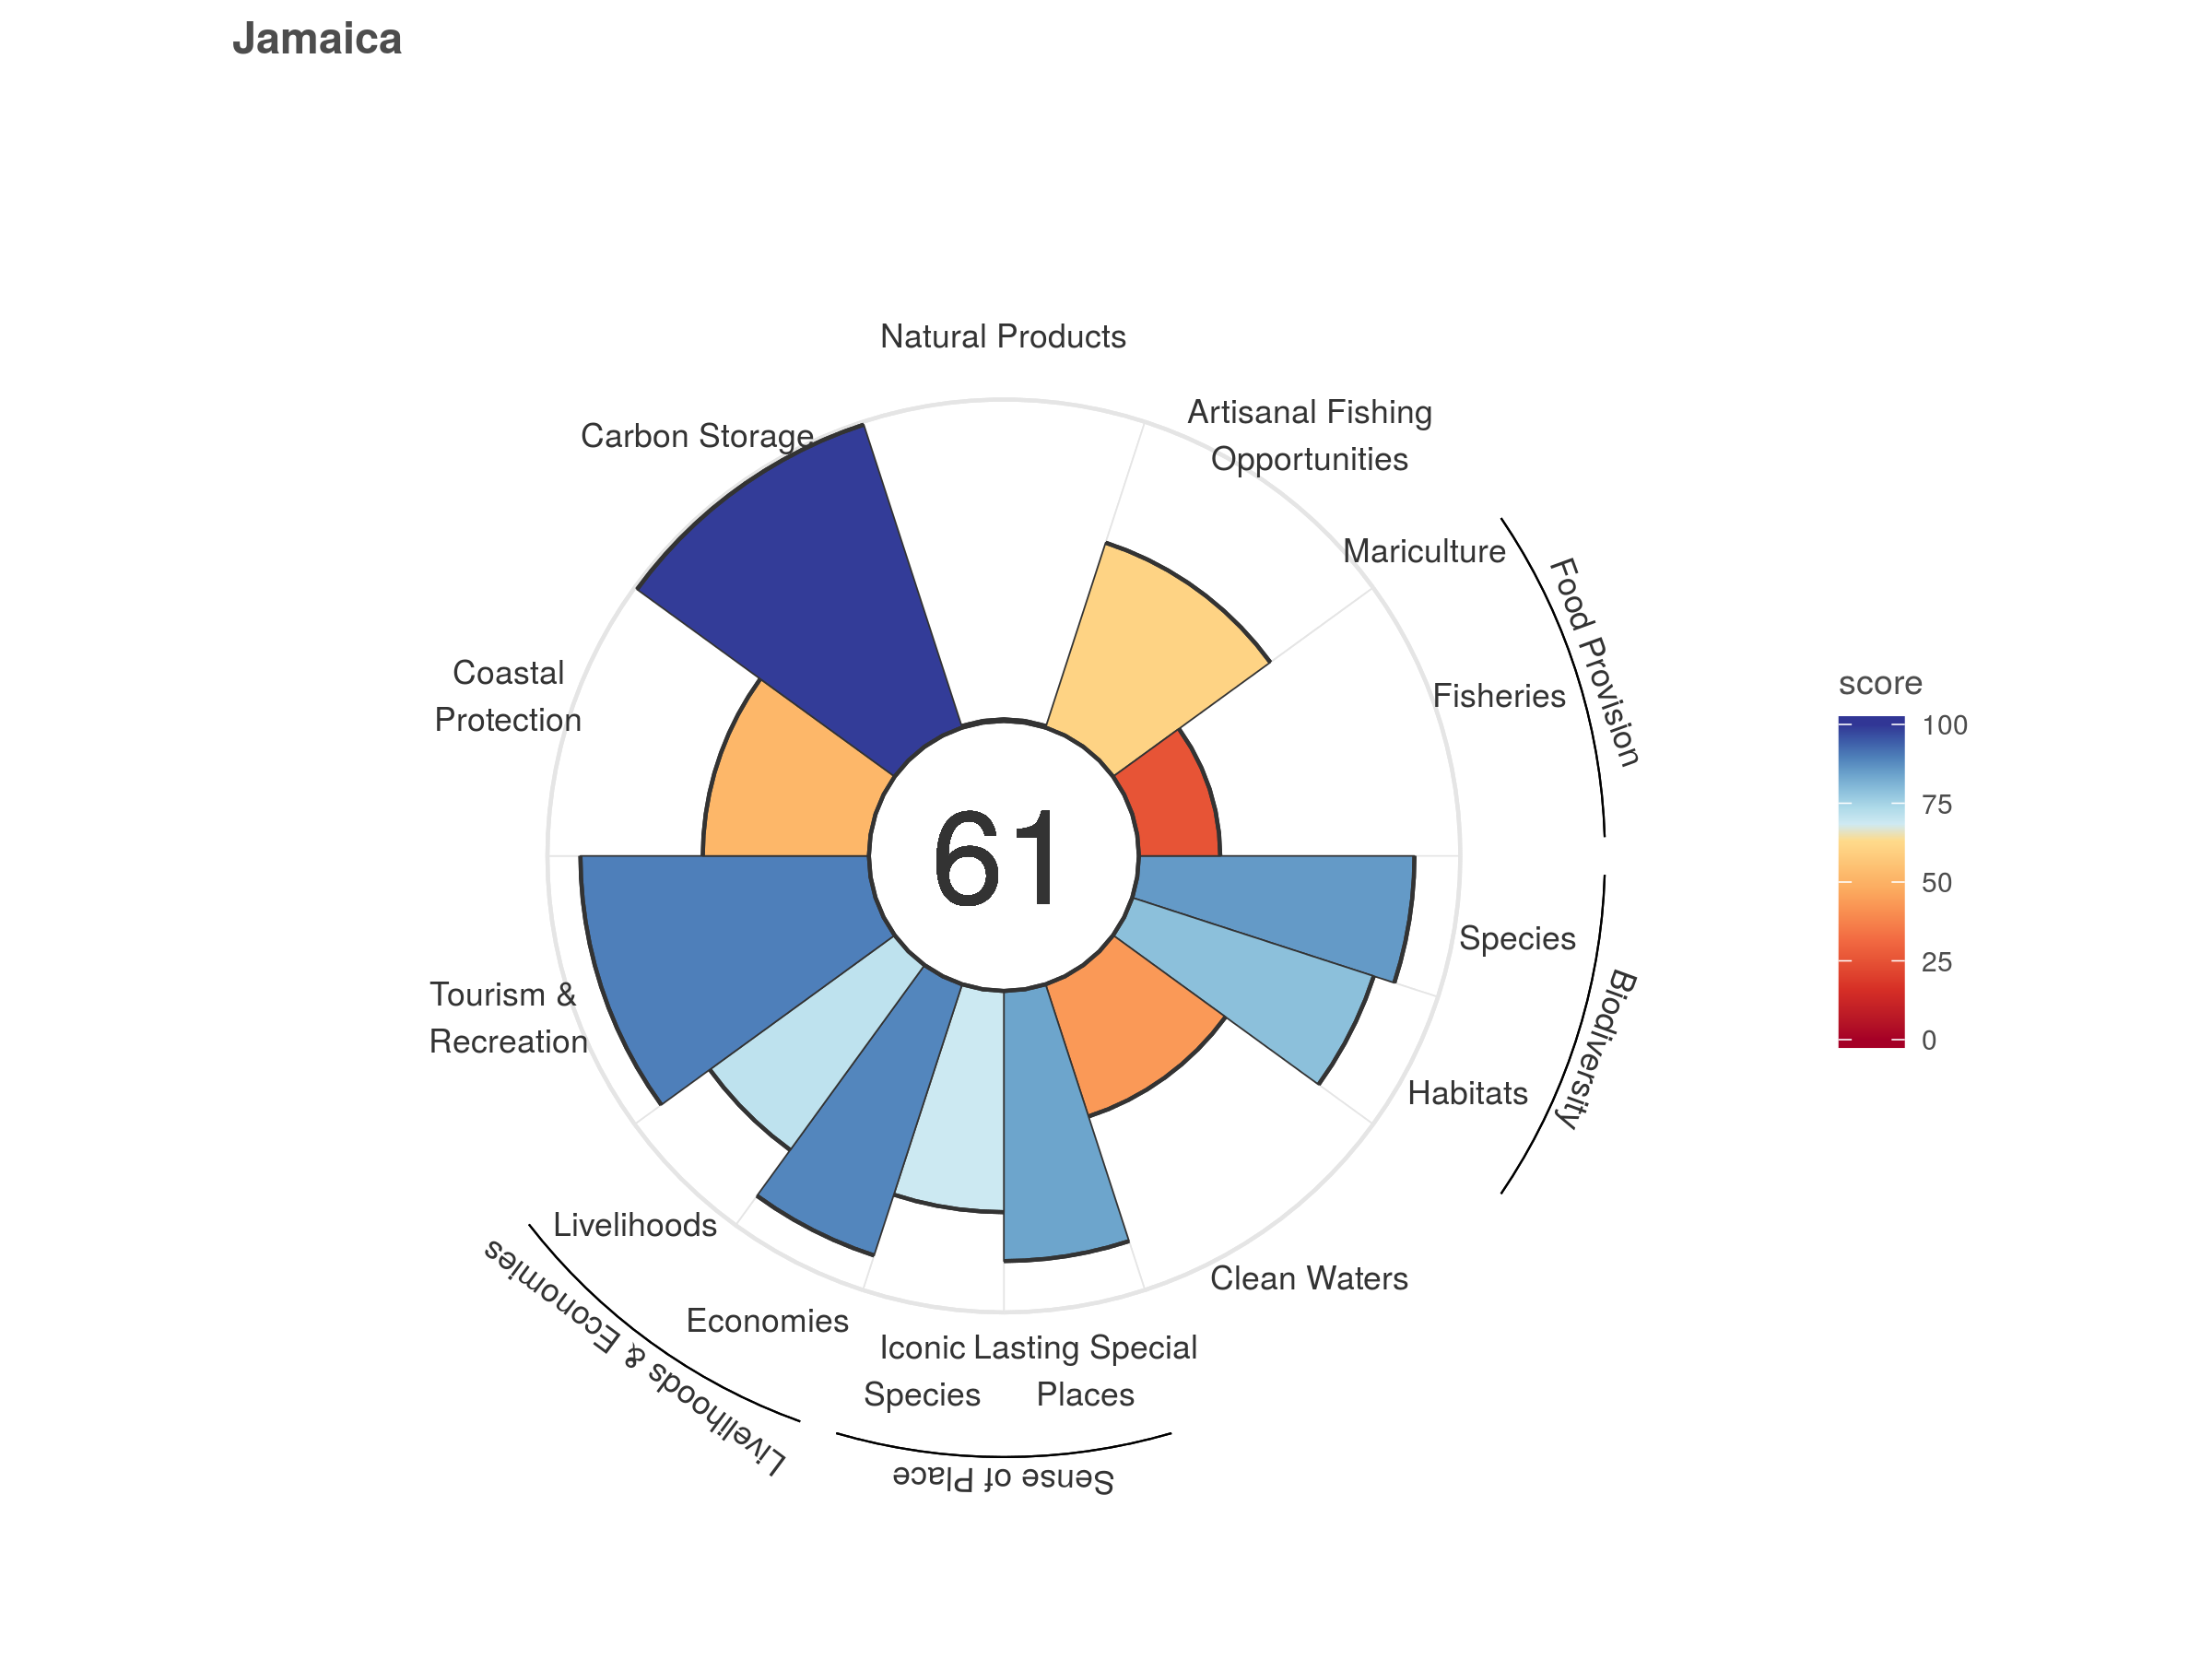 Jamaica
Natural Products
Artisanal Fishing
Opportunities
Carbon Storage
Mariculture
Food Provision
Fisheries
Coastal
Protection
61
score
100
75
50
25
0
Species
Biodiversity
Habitats
Tourism &
Recreation
Livelihoods
Livelihoods & Economies
Economies
Clean Waters
Iconic
Species
Lasting Special
Places
Sense of Place